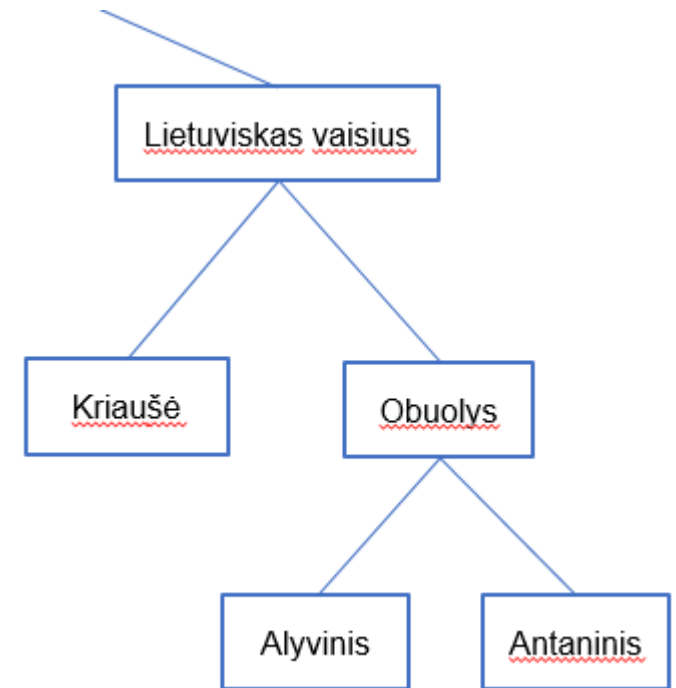 Lietuviskas vaisius
Kriaušė
Obuolys
Alyvinis
Antaninis